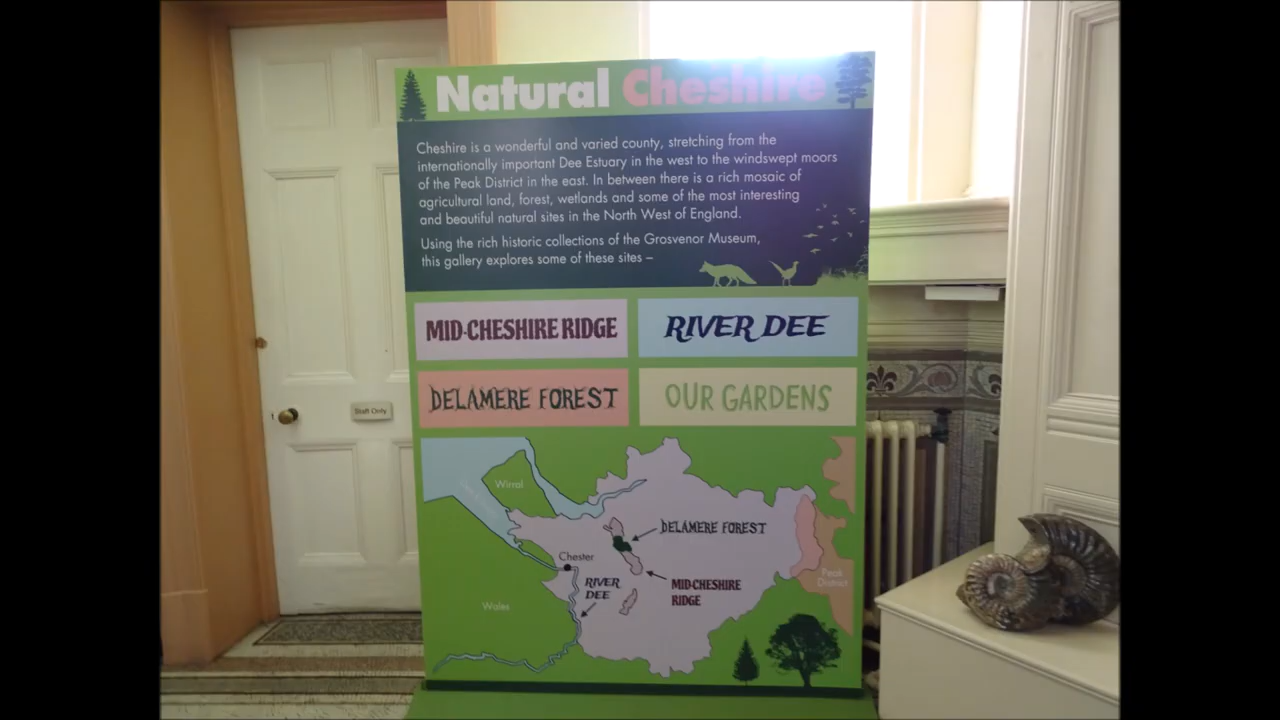 Natural Cheshire
Cheshire is a wonderful and varied county, stretching from the
internationally important Dee Estuary in the west to the windswept moors
of the Peak District in the east. In between there is a rich mosaic of
agricultural land, forest, wetlands and some of the most interesting
and beautiful natural sites in the North West of England.
Using the rich historic collections of the Grosvenor Museum,
this gallery explores some of these sites –
MID-CHESHIRE RIDGE
RIVER DEE
DELAMERE FOREST
OUR GARDENS
Staff Only
Wirral
DELAMERE FOREST
Chester
Peak
District
RIVER
DEE
MID-CHESHIRE
RIDGE
Wales